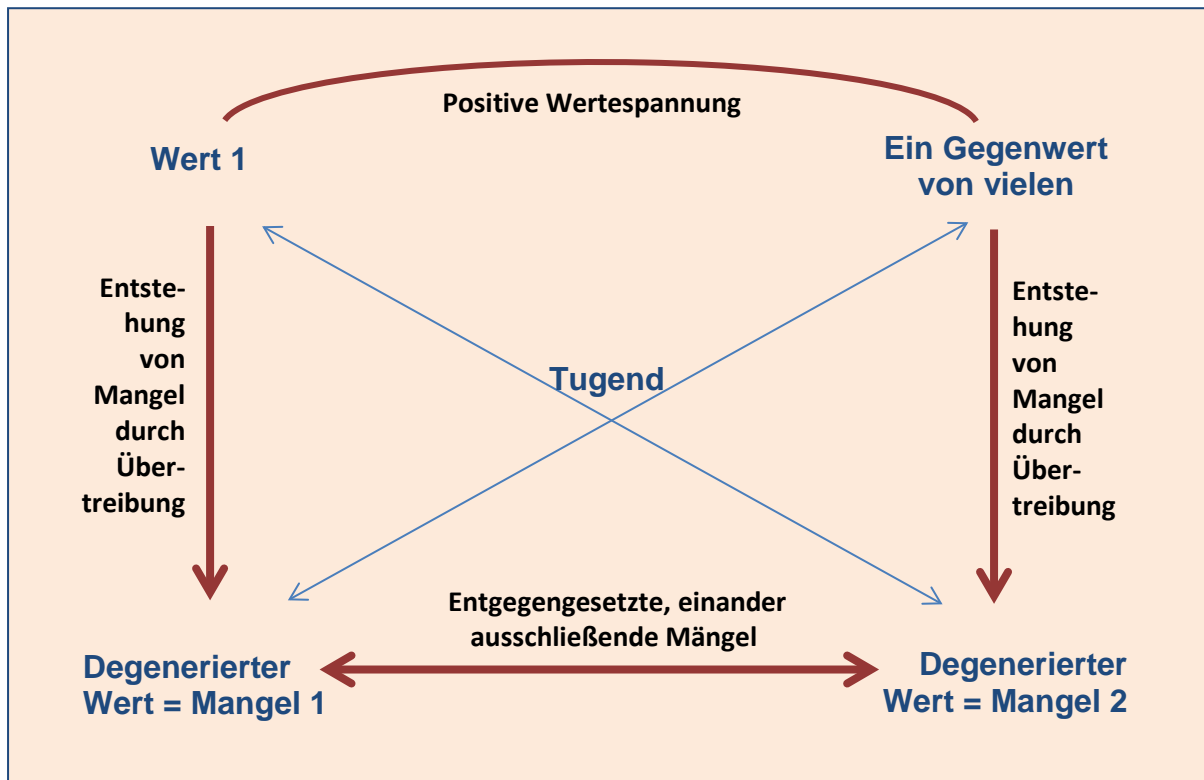 Positive Wertespannung
Wert 1
Ein Gegenwert
von vielen
Entste-
hung
von
Mangel
durch
Über-
treibung
Tugend
Entste-
hung
von
Mangel
durch
Über-
treibung
Entgegengesetzte, einander
ausschließende Mängel
Degenerierter
Wert = Mangel 1
Degenerierter
Wert = Mangel 2